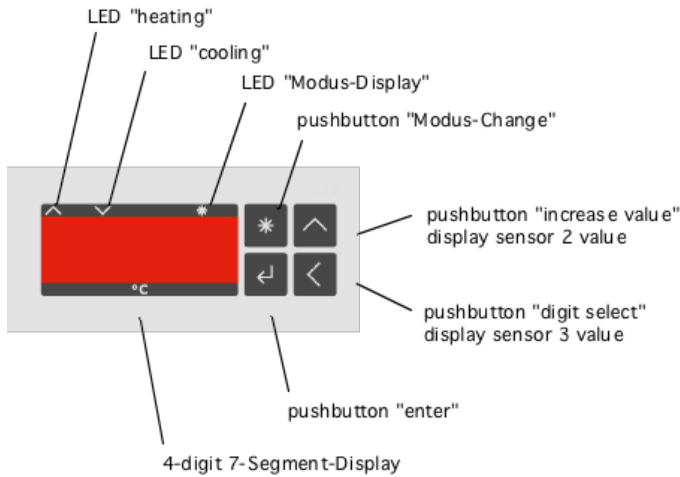 LED "heating"
LED "cooling"
LED "Modus-Display"
pushbutton "Modus-Change"
pushbutton "increase value"
display sensor 2 value
°C
pushbutton "digit select"
display sensor 3 value
pushbutton "enter"
4-digit 7-Segment-Display